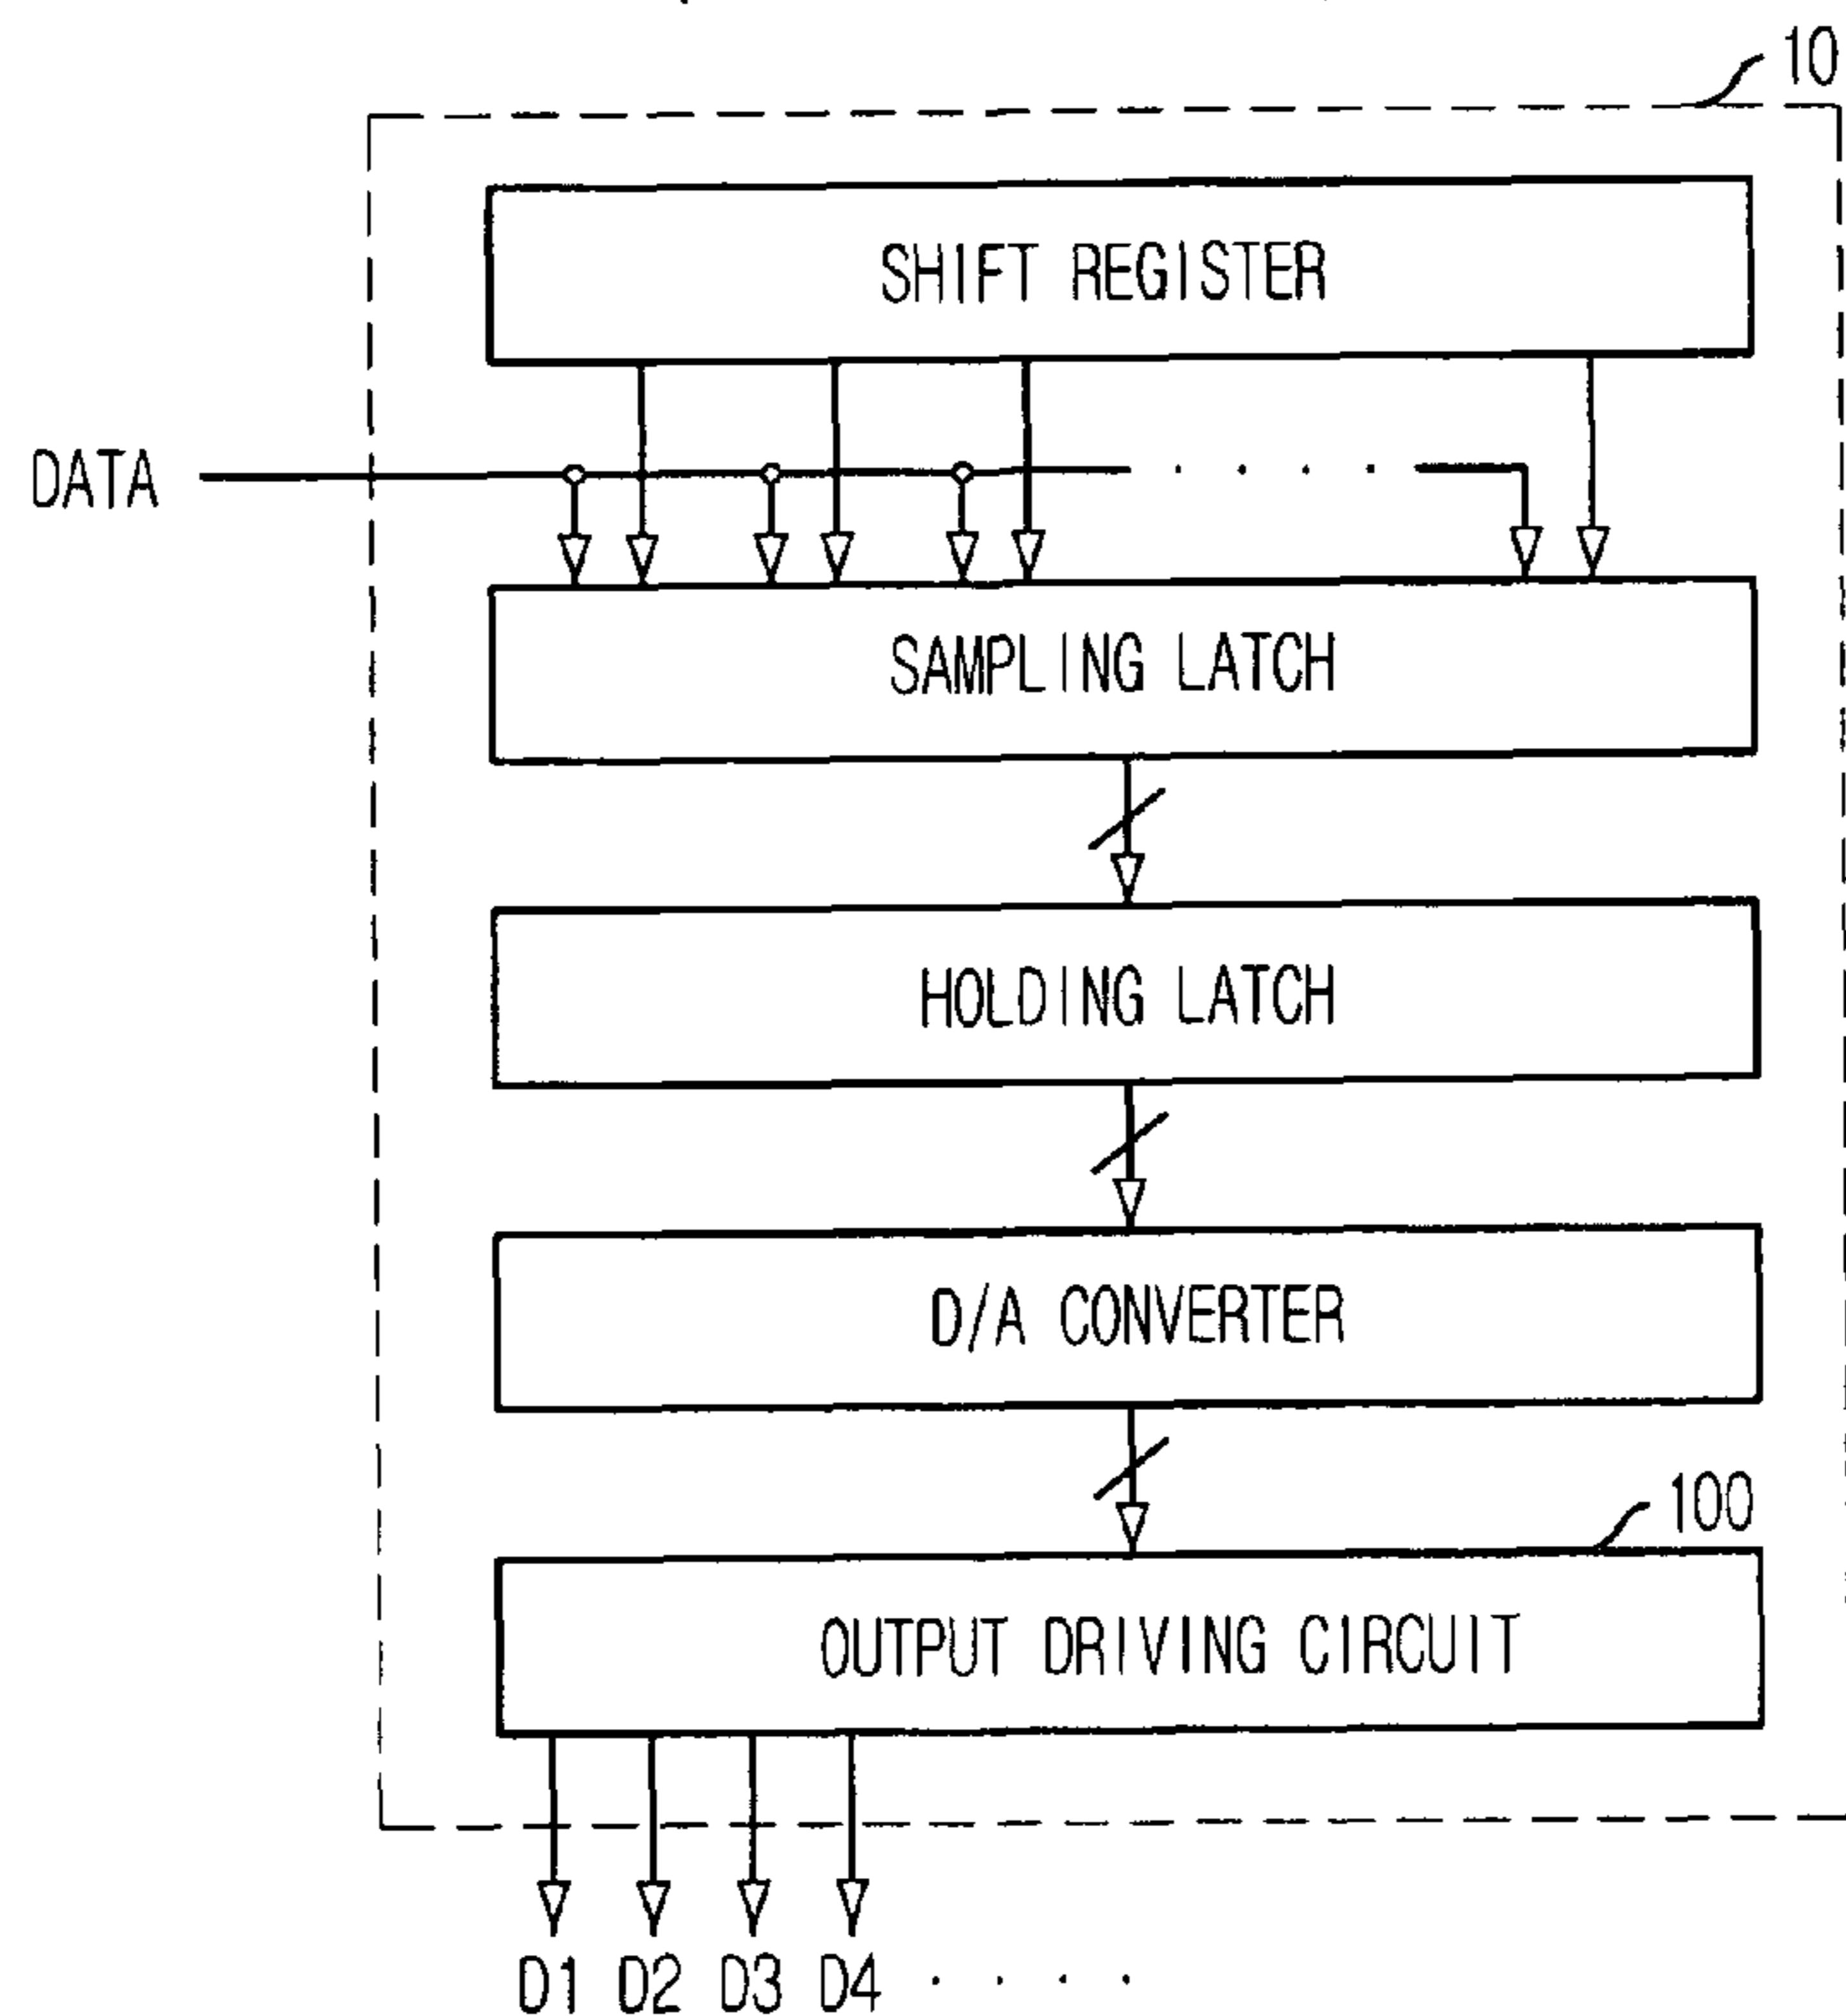 10
SHIFT REGISTER
DATA
SAMPLING LATCH
HOLDING LATCH
D/A CONVERTER
100
OUTPUT DRIVING CIRCUIT
D1 D2 D3 D4 . . . .